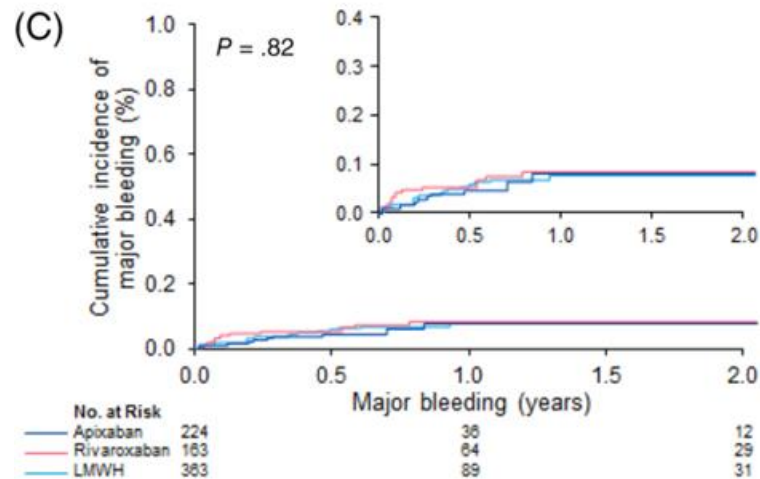 (C)
P = .82
Cumulative incidence of
major bleeding (%)
1.0
0.8
0.6
0.4
0.2
0.0
0.0 0.5 1.0 1.5 2.0
0.4
0.3
0.2
0.1
0.0
0.0 0.5 1.0 1.5 2.0
Major bleeding (years)
No. at Risk
Apixaban 224 36 12
Rivaroxaban 163 64 29
LMWH 363 89 31